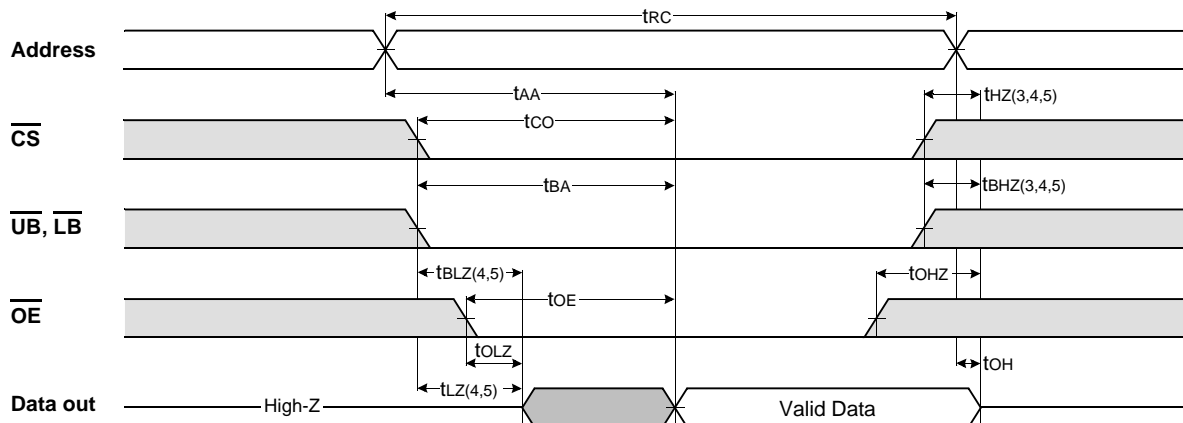 tRC
Address
tAA
tHZ(3,4,5)
tCO
CS
tBA
tBHZ(3,4,5)
UB, LB
tBLZ(4,5)
tOHZ
tOE
OE
tOLZ
tOH
tLZ(4,5)
Data out
High-Z
Valid Data